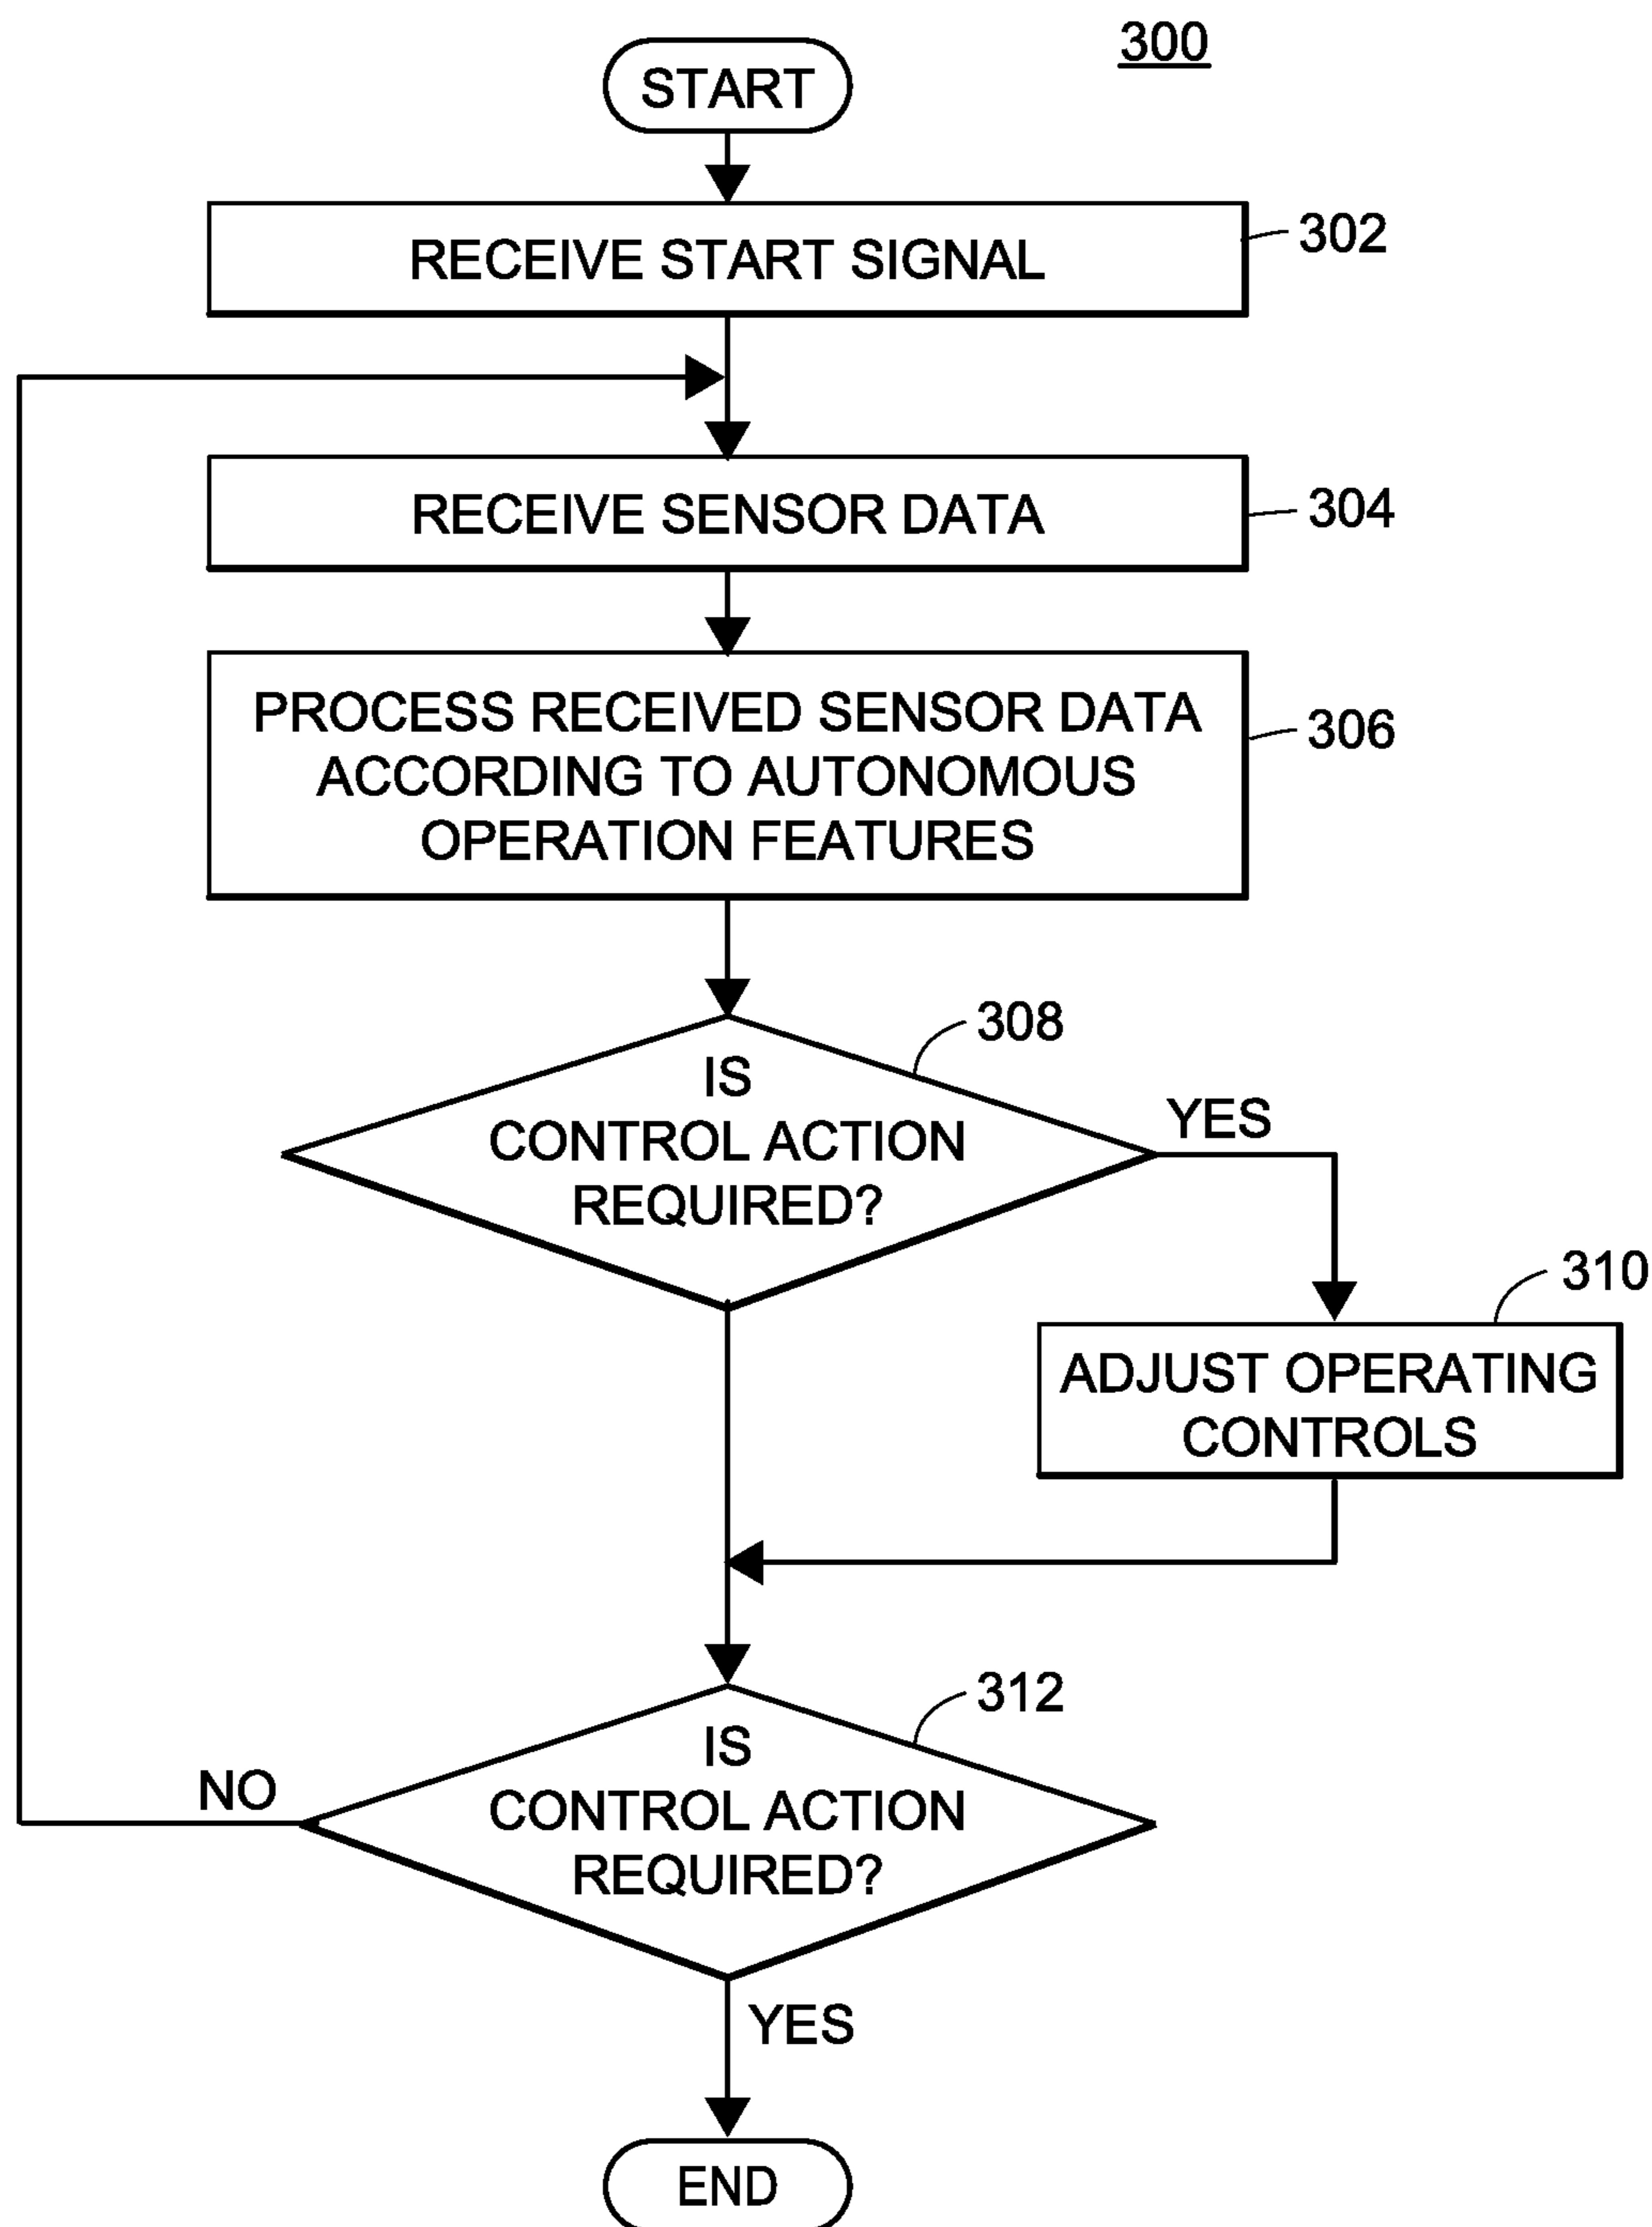 300
START
RECEIVE START SIGNAL
302
RECEIVE SENSOR DATA
304
PROCESS RECEIVED SENSOR DATA
ACCORDING TO AUTONOMOUS
OPERATION FEATURES
306
308
IS
CONTROL ACTION
REQUIRED?
YES
310
ADJUST OPERATING
CONTROLS
312
IS
CONTROL ACTION
REQUIRED?
NO
YES
END